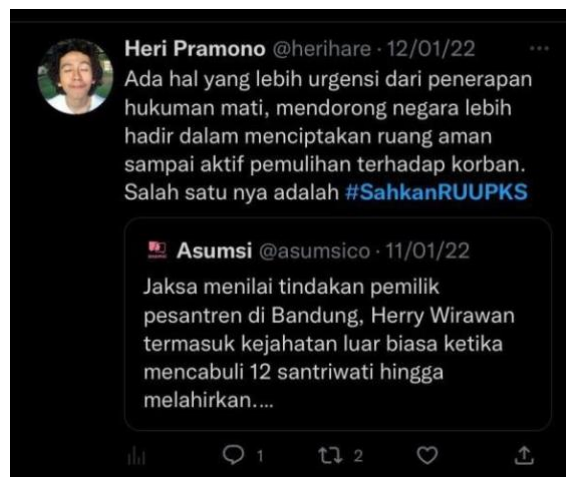 Heri Pramono @herihare · 12/01/22 ...
Ada hal yang lebih urgensi dari penerapan
hukuman mati, mendorong negara lebih
hadir dalam menciptakan ruang aman
sampai aktif pemulihan terhadap korban.
Salah satu nya adalah #SahkanRUUPKS
Asumsi @asumsico · 11/01/22
Jaksa menilai tindakan pemilik
pesantren di Bandung, Herry Wirawan
termasuk kejahatan luar biasa ketika
mencabuli 12 santriwati hingga
melahirkan....
1 2